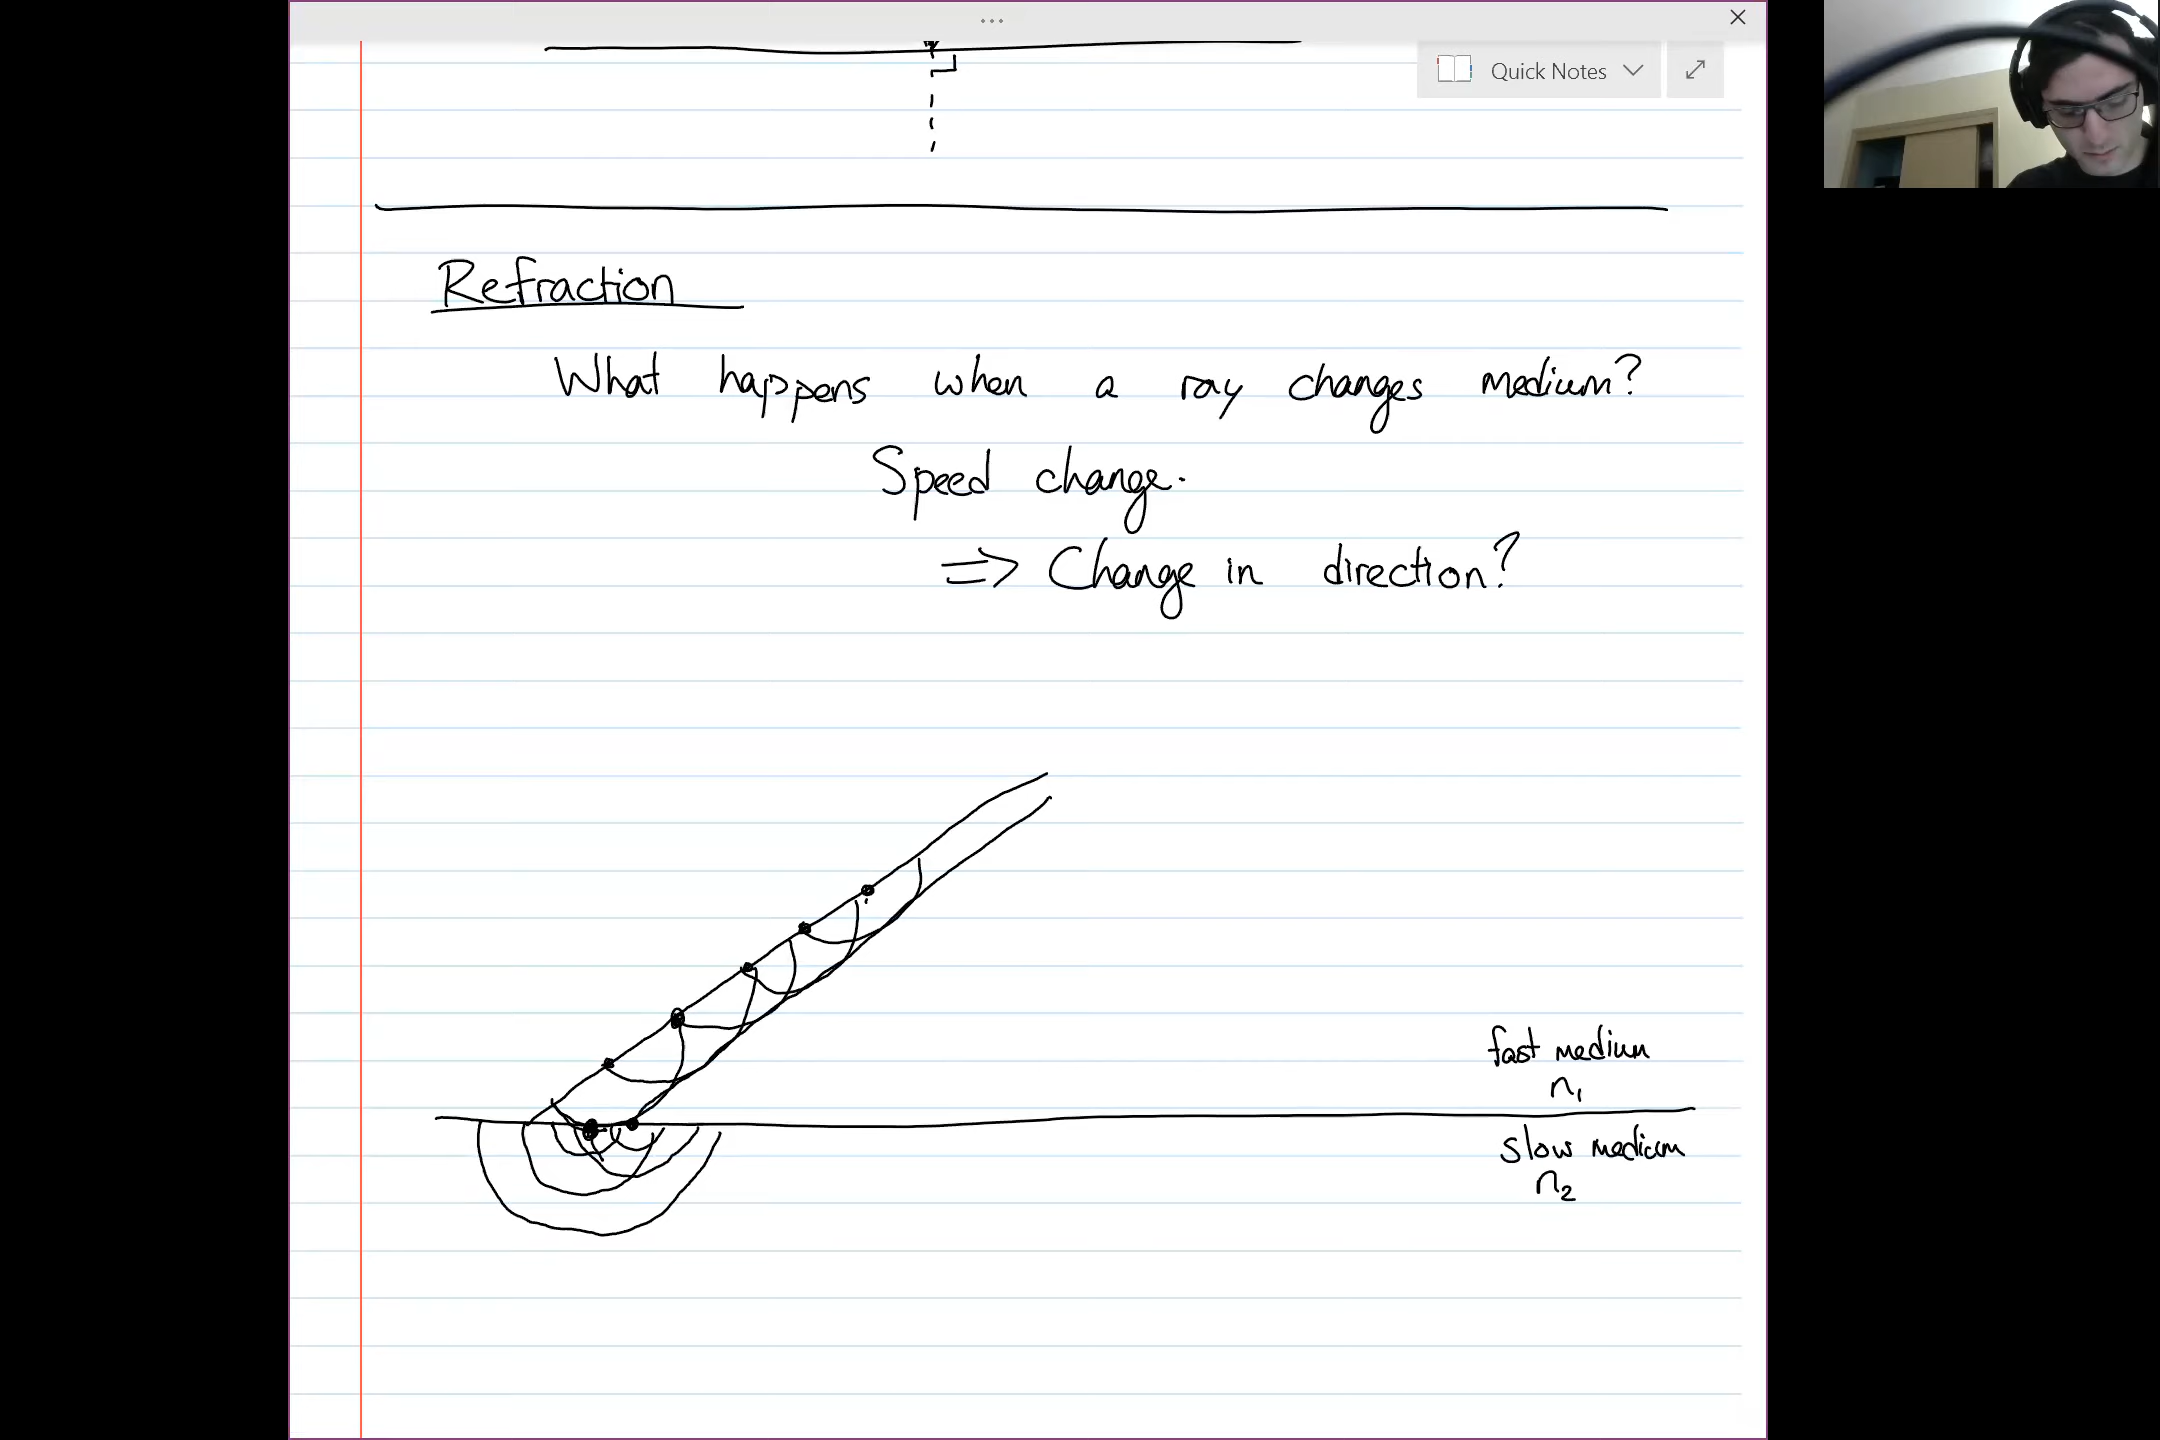 Quick Notes
Refraction
What happens when a ray changes medium?
Speed change.
=> Change in direction?
fast medium
n₁
slow medium
n₂